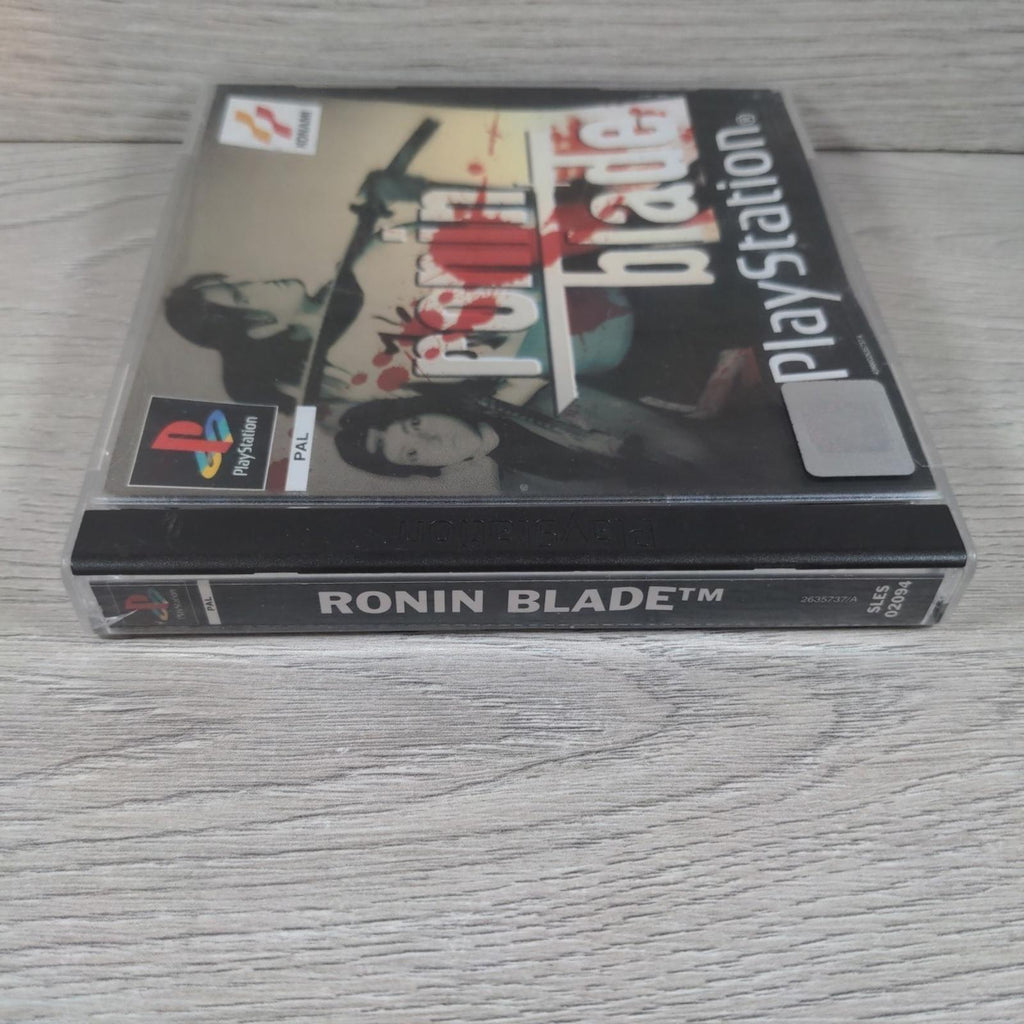 KONAMI
ronin
blade
PlayStation®
PlayStation
PAL
PlayStation
PAL
RONIN BLADE™
2635737/A
SLES
02094